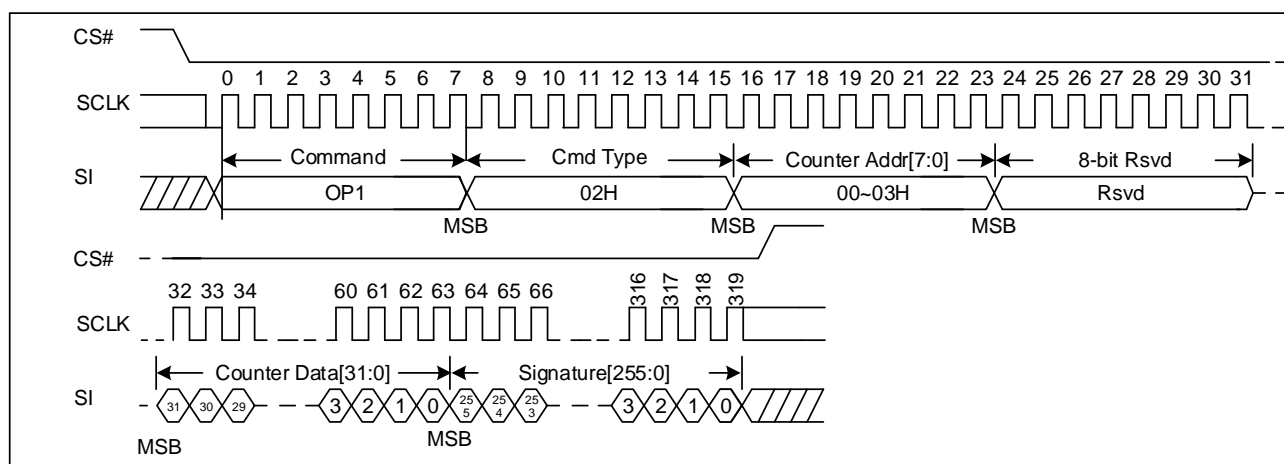 CS#
0 1 2 3 4 5 6 7 8 9 10 11 12 13 14 15 16 17 18 19 20 21 22 23 24 25 26 27 28 29 30 31
SCLK
Command Cmd Type Counter Addr[7:0] 8-bit Rsvd
SI
OP1 02H 00~03H Rsvd
MSB MSB MSB
CS#
32 33 34 60 61 62 63 64 65 66 316 317 318 319
SCLK
Counter Data[31:0] Signature[255:0]
SI
31 30 29 3 2 1 0 255 254 253 3 2 1 0
MSB MSB